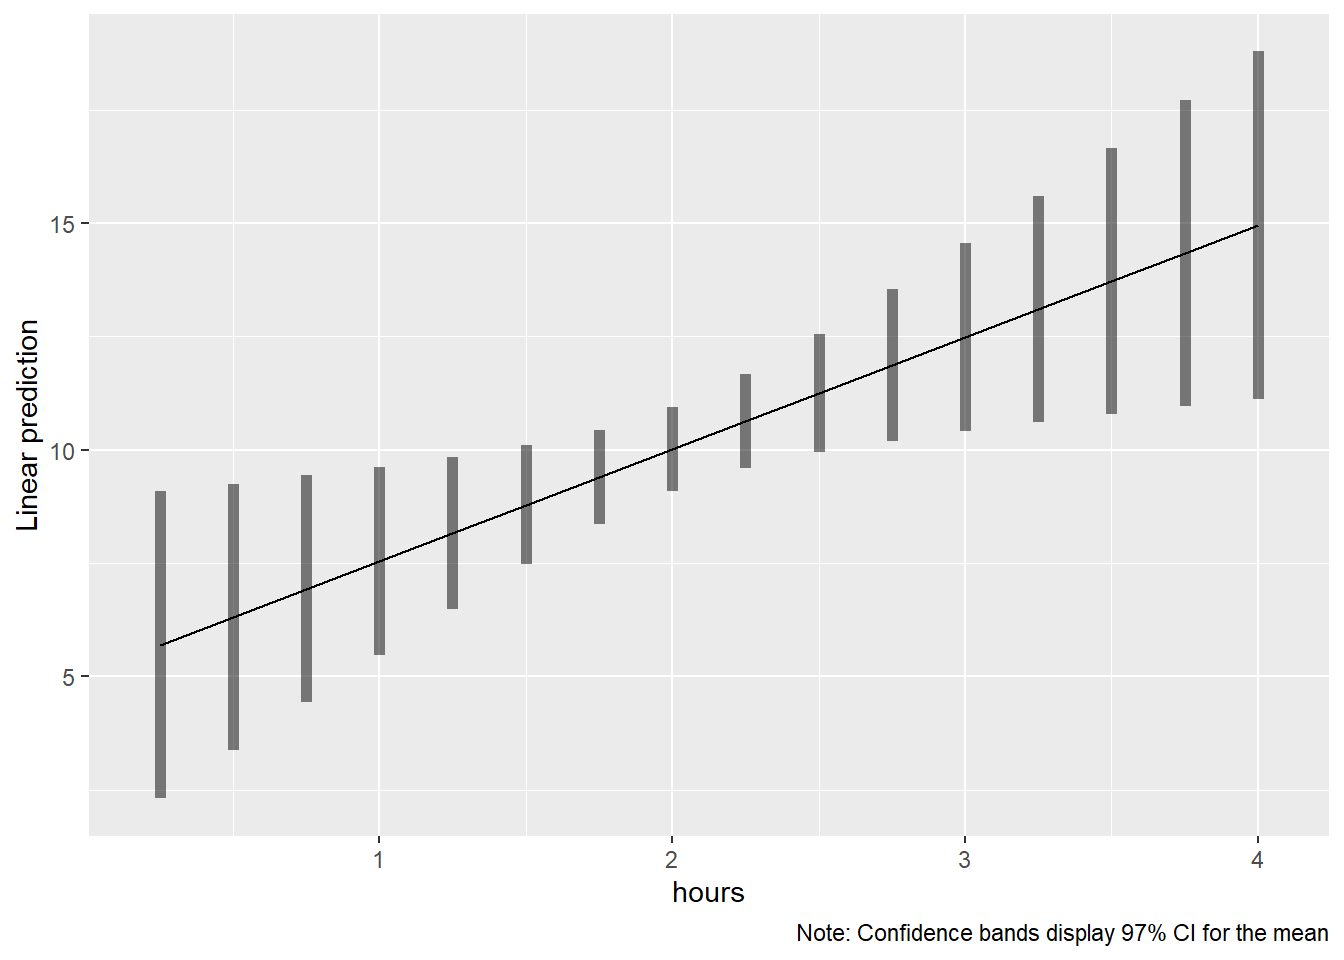 Linear prediction
15
10
5
1 2 3 4
hours
Note: Confidence bands display 97% CI for the mean